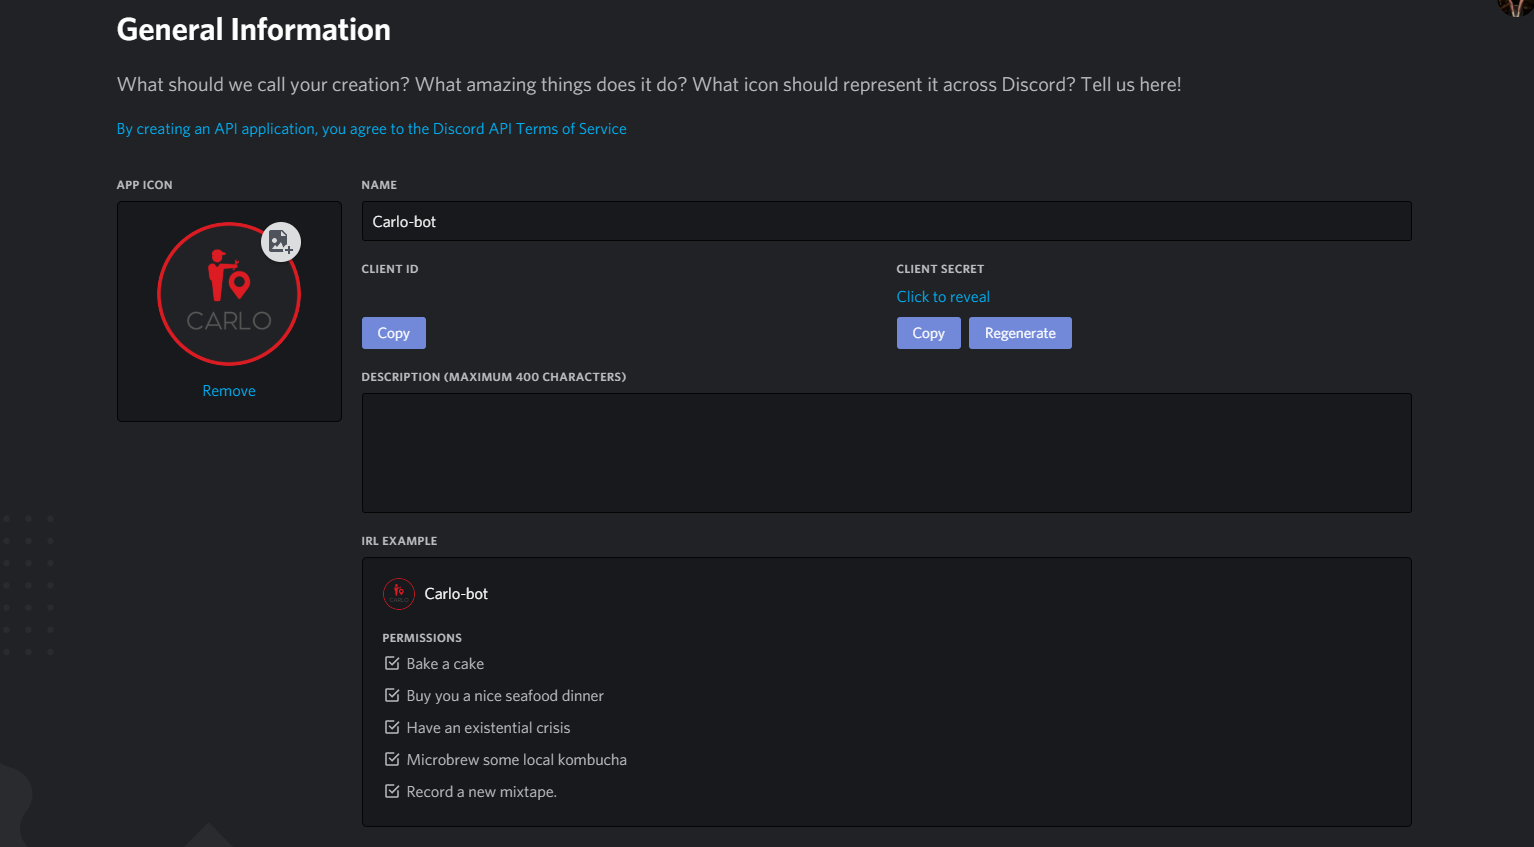 General Information
What should we call your creation? What amazing things does it do? What icon should represent it across Discord? Tell us here!
By creating an API application, you agree to the Discord API Terms of Service
APP ICON
CARLO
Remove
NAME
Carlo-bot
CLIENT ID
Copy
CLIENT SECRET
Click to reveal
Copy Regenerate
DESCRIPTION (MAXIMUM 400 CHARACTERS)
IRL EXAMPLE
CARLO
Carlo-bot
PERMISSIONS
Bake a cake
Buy you a nice seafood dinner
Have an existential crisis
Microbrew some local kombucha
Record a new mixtape.